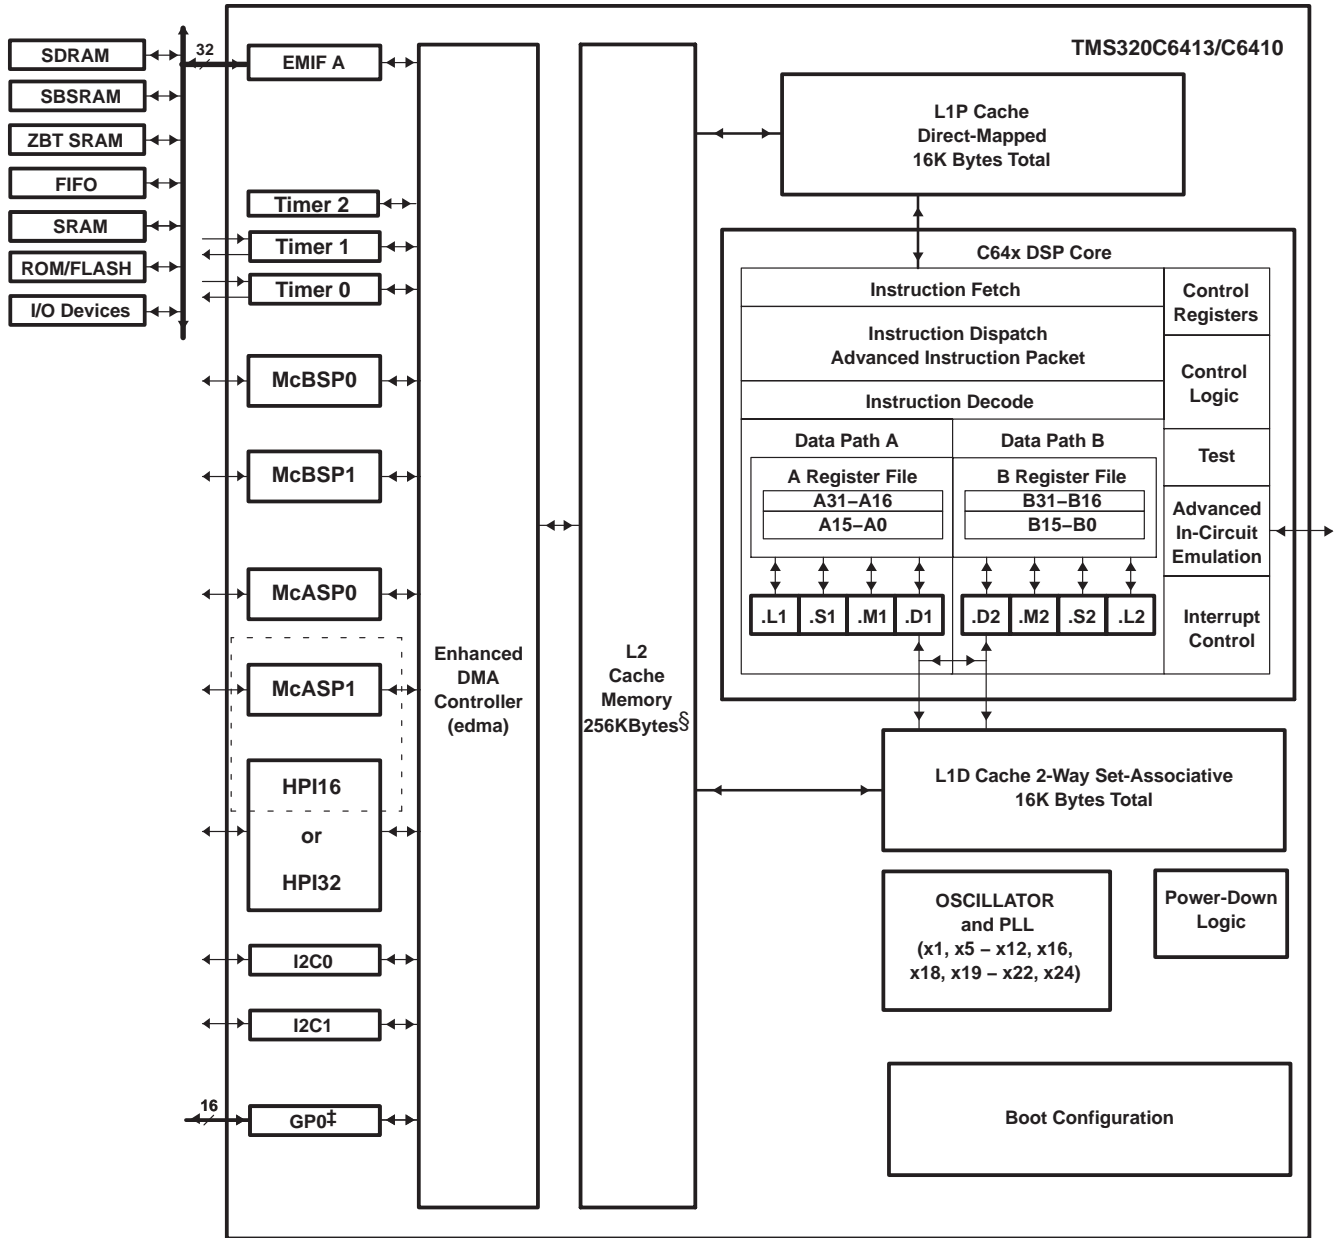 TMS320C6413/C6410
32
SDRAM
SBSRAM
ZBT SRAM
FIFO
SRAM
ROM/FLASH
I/O Devices
EMIF A
Timer 2
Timer 1
Timer 0
McBSP0
McBSP1
McASP0
McASP1
HPI16
or
HPI32
I2C0
I2C1
16
GP0‡
Enhanced
DMA
Controller
(edma)
L2
Cache
Memory
256KBytes§
L1P Cache
Direct-Mapped
16K Bytes Total
C64x DSP Core
Instruction Fetch
Instruction Dispatch
Advanced Instruction Packet
Instruction Decode
Data Path A
Data Path B
A Register File
A31–A16
A15–A0
B Register File
B31–B16
B15–B0
.L1
.S1
.M1
.D1
.D2
.M2
.S2
.L2
Control
Registers
Control
Logic
Test
Advanced
In-Circuit
Emulation
Interrupt
Control
L1D Cache 2-Way Set-Associative
16K Bytes Total
OSCILLATOR
and PLL
(x1, x5 – x12, x16,
x18, x19 – x22, x24)
Power-Down
Logic
Boot Configuration